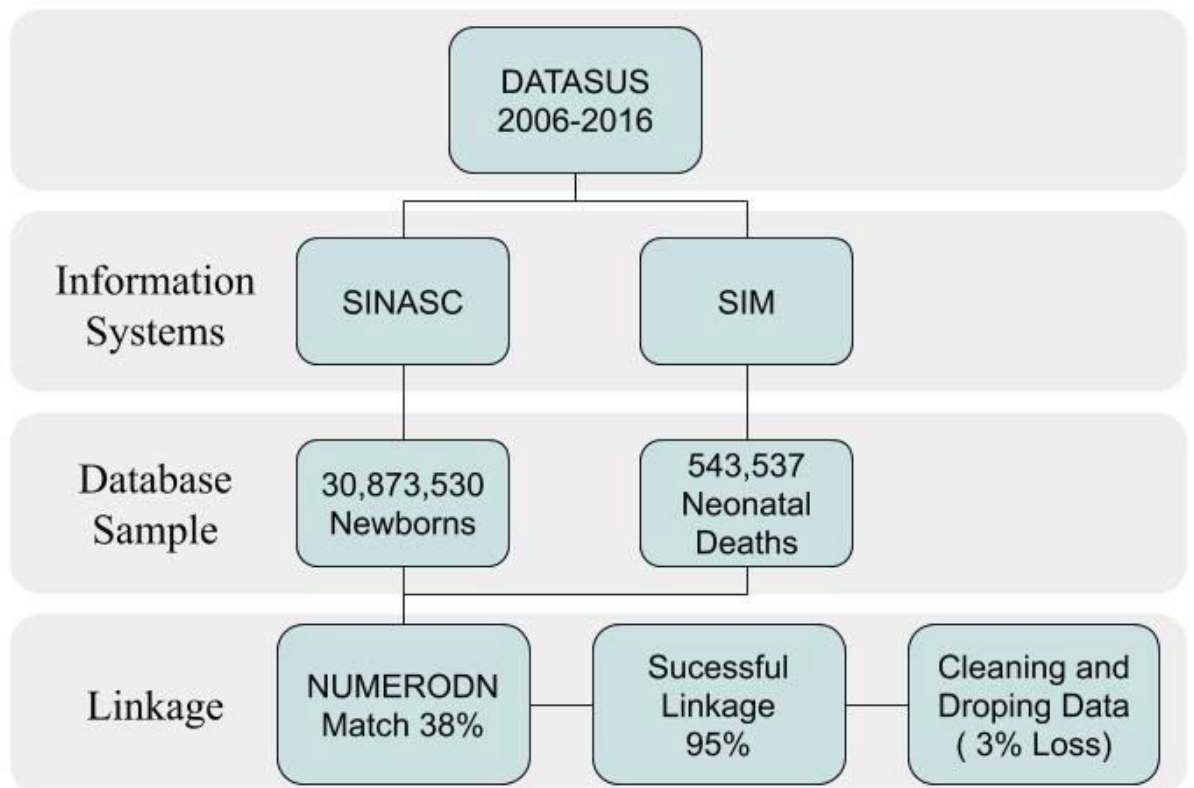 DATASUS
2006-2016
Information
Systems
SINASC
SIM
Database
Sample
30,873,530
Newborns
543,537
Neonatal
Deaths
Linkage
NUMERODN
Match 38%
Sucessful
Linkage
95%
Cleaning and
Droping Data
( 3% Loss)